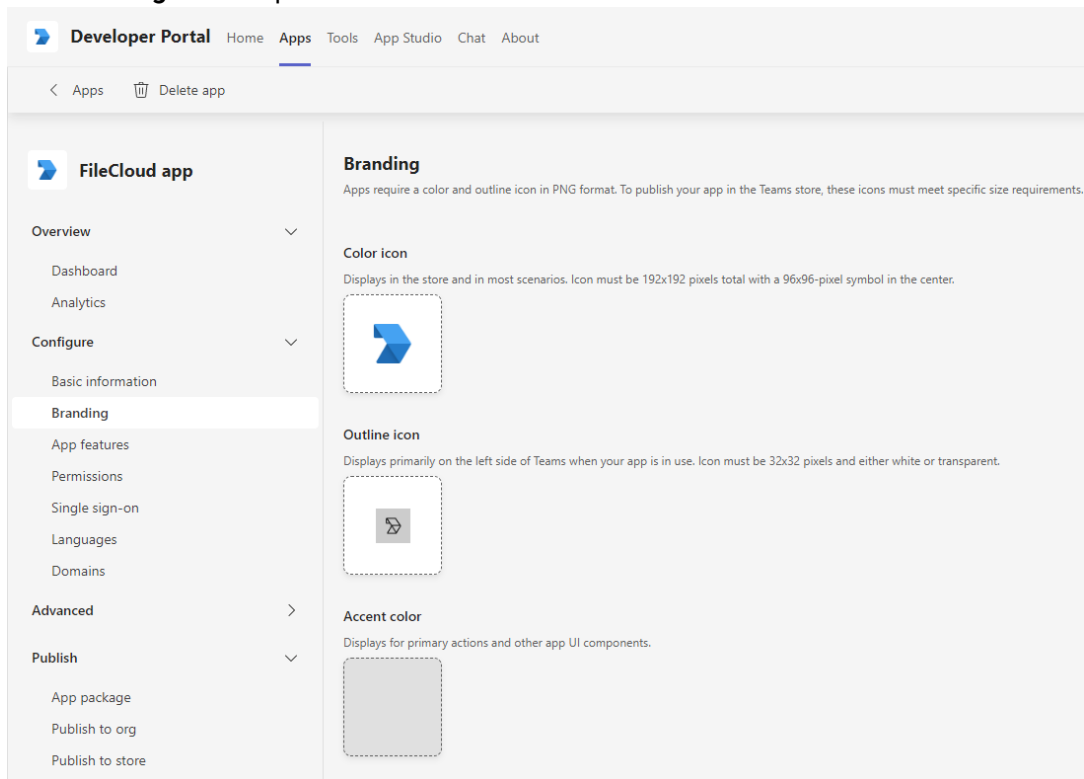 Developer Portal Home Apps Tools App Studio Chat About
Apps Delete app
FileCloud app
Overview
Dashboard
Analytics
Configure
Basic information
Branding
App features
Permissions
Single sign-on
Languages
Domains
Advanced
Publish
App package
Publish to org
Publish to store
Branding
Apps require a color and outline icon in PNG format. To publish your app in the Teams store, these icons must meet specific size requirements.
Color icon
Displays in the store and in most scenarios. Icon must be 192x192 pixels total with a 96x96-pixel symbol in the center.
Outline icon
Displays primarily on the left side of Teams when your app is in use. Icon must be 32x32 pixels and either white or transparent.
Accent color
Displays for primary actions and other app UI components.